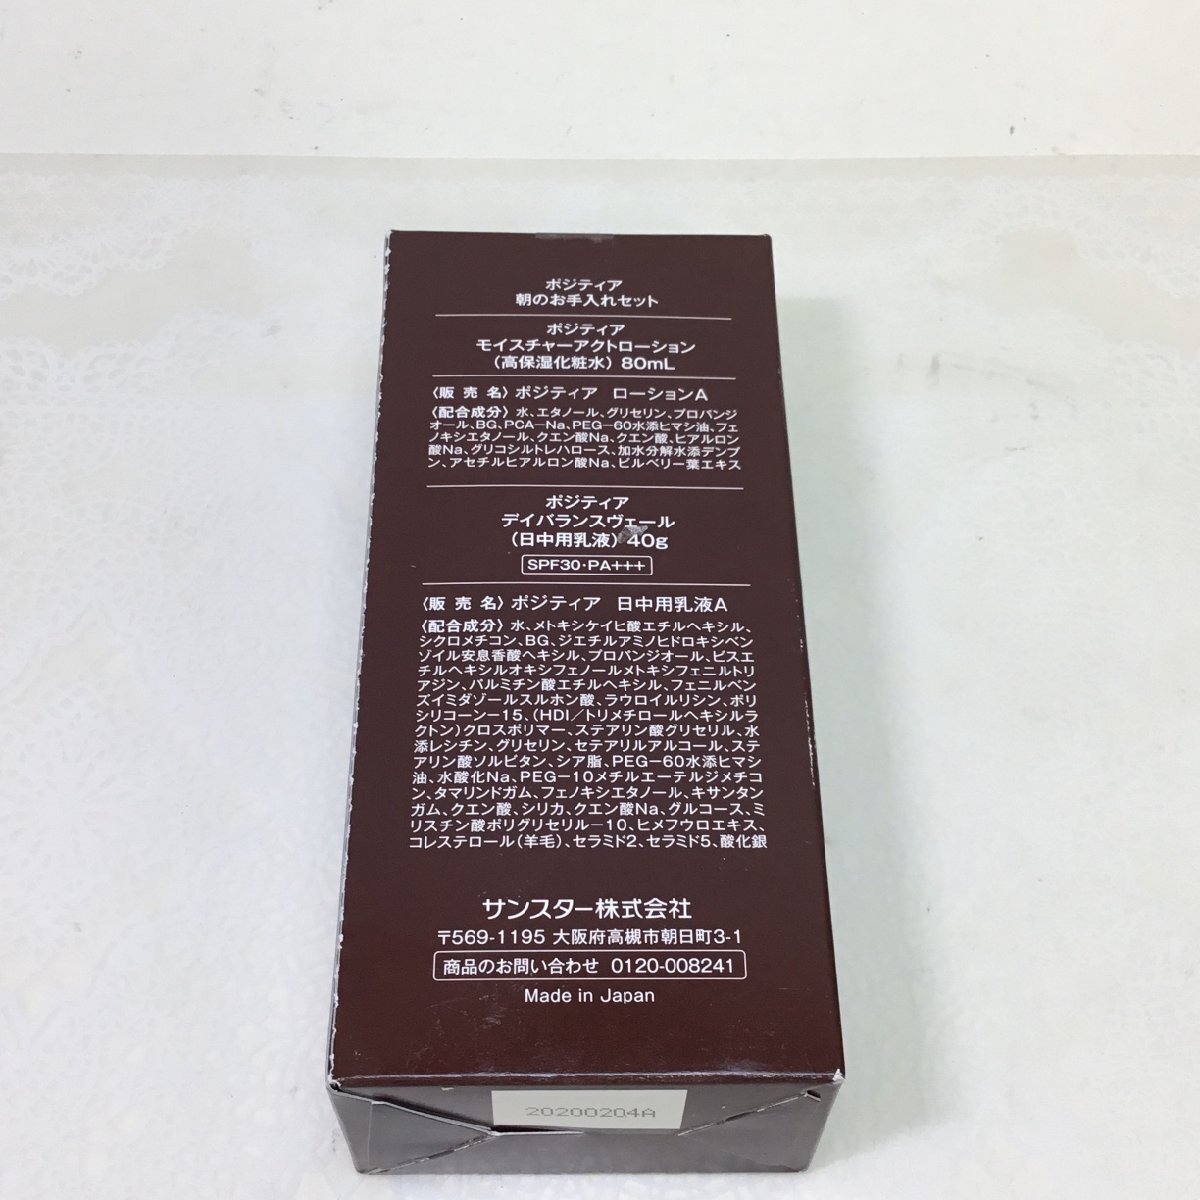 ポジティア
朝のお手入れセット
ポジティア
モイスチャーアクトローション
(高保湿化粧水) 80mL
〈販 売 名〉ポジティア ローションA
〈配合成分〉水、エタノール、グリセリン、プロパンジ
オール、BG、PCA−Na、PEG−60水添ヒマシ油、フェ
ノキシエタノール、クエン酸Na、クエン酸、ヒアルロン
酸Na、グリコシルトレハロース、加水分解水添デンプ
ン、アセチルヒアルロン酸Na、ビルベリー葉エキス
ポジティア
デイバランスヴェール
(日中用乳液) 40g
SPF30・PA+++
〈販 売 名〉ポジティア 日中用乳液A
〈配合成分〉水、メトキシケイヒ酸エチルヘキシル、
シクロメチコン、BG、ジエチルアミノヒドロキシベン
ゾイル安息香酸ヘキシル、プロパンジオール、ビスエ
チルヘキシルオキシフェノールメトキシフェニルトリ
アジン、パルミチン酸エチルヘキシル、フェニルベン
ズイミダゾールスルホン酸、ラウロイルリシン、ポリ
シリコーン−15、(HDI/トリメチロールヘキシルラ
クトン)クロスポリマー、ステアリン酸グリセリル、水
添レシチン、グリセリン、セテアリルアルコール、ステ
アリン酸ソルビタン、シア脂、PEG−60水添ヒマシ
油、水酸化Na、PEG−10メチルエーテルジメチコ
ン、タマリンドガム、フェノキシエタノール、キサンタン
ガム、クエン酸、シリカ、クエン酸Na、グルコース、ミ
リスチン酸ポリグリセリル−10、ヒメフウロエキス、
コレステロール(羊毛)、セラミド2、セラミド5、酸化銀
サンスター株式会社
〒569-1195 大阪府高槻市朝日町3-1
商品のお問い合わせ 0120-008241
Made in Japan
20200204A